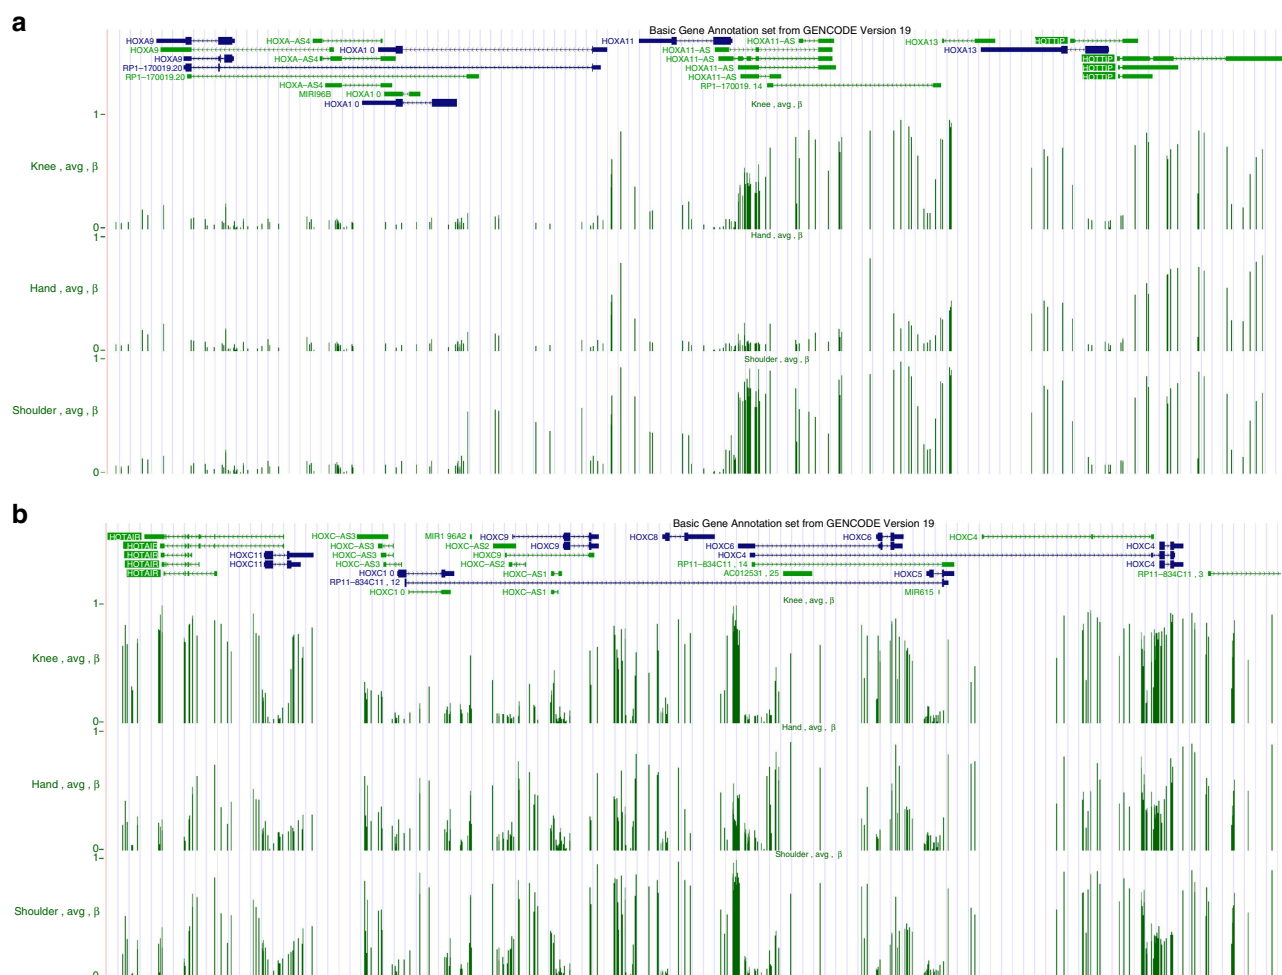 a
Basic Gene Annotation set from GENCODE Version 19
HOXA9 HOXA-AS4 HOXA11 HOXA11-AS HOXA13 HOTTIP
HOXA9 HOXA1 0 HOXA11-AS HOXA13
HOXA9 HOXA-AS4 HOXA11-AS HOTTIP
RP1-170019.20 HOXA11-AS HOTTIP
RP1-170019.20 HOXA11-AS HOTTIP
HOXA-AS4 RP1-170019. 14
MIRI96B HOXA1 0
HOXA1 0
Knee , avg , β
1
Knee , avg , β
0
Hand , avg , β
1
Hand , avg , β
0
Shoulder , avg , β
1
Shoulder , avg , β
0
b
Basic Gene Annotation set from GENCODE Version 19
HOTAIR HOXC-AS3 MIR1 96A2 HOXC9 HOXC8 HOXC6 HOXC4
HOTAIR HOXC-AS3 HOXC-AS2 HOXC9 HOXC6 HOXC4
HOTAIR HOXC11 HOXC-AS3 HOXC9 HOXC4
HOTAIR HOXC11 HOXC-AS3 HOXC-AS2 RP11-834C11 , 14 HOXC4
HOTAIR HOXC1 0 HOXC-AS1 AC012531 , 25 HOXC5 RP11-834C11 , 3
RP11-834C11 , 12
HOXC1 0 HOXC-AS1 MIR615
Knee , avg , β
1
Knee , avg , β
0
Hand , avg , β
1
Hand , avg , β
0
Shoulder , avg , β
1
Shoulder , avg , β
0